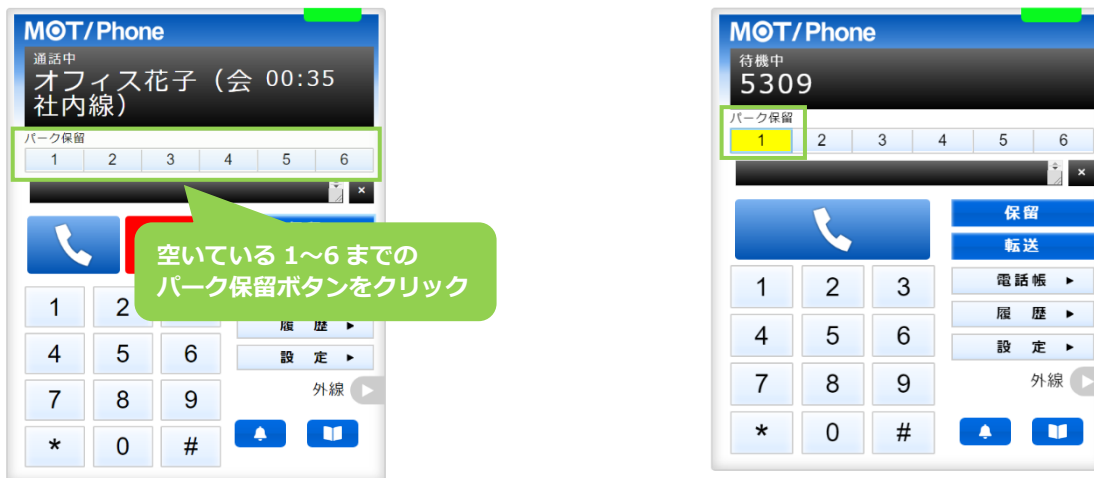 MOT/Phone
通話中
オフィス花子（会 00:35
社内線）
パーク保留
1 2 3 4 5 6
×
空いている 1～6 までの
パーク保留ボタンをクリック
1 2
履 歴 ▶
4 5 6
設 定 ▶
外線
7 8 9
* 0 #
MOT/Phone
待機中
5309
パーク保留
1 2 3 4 5 6
×
保留
転送
1 2 3
電話帳 ▶
履 歴 ▶
4 5 6
設 定 ▶
7 8 9
外線
* 0 #